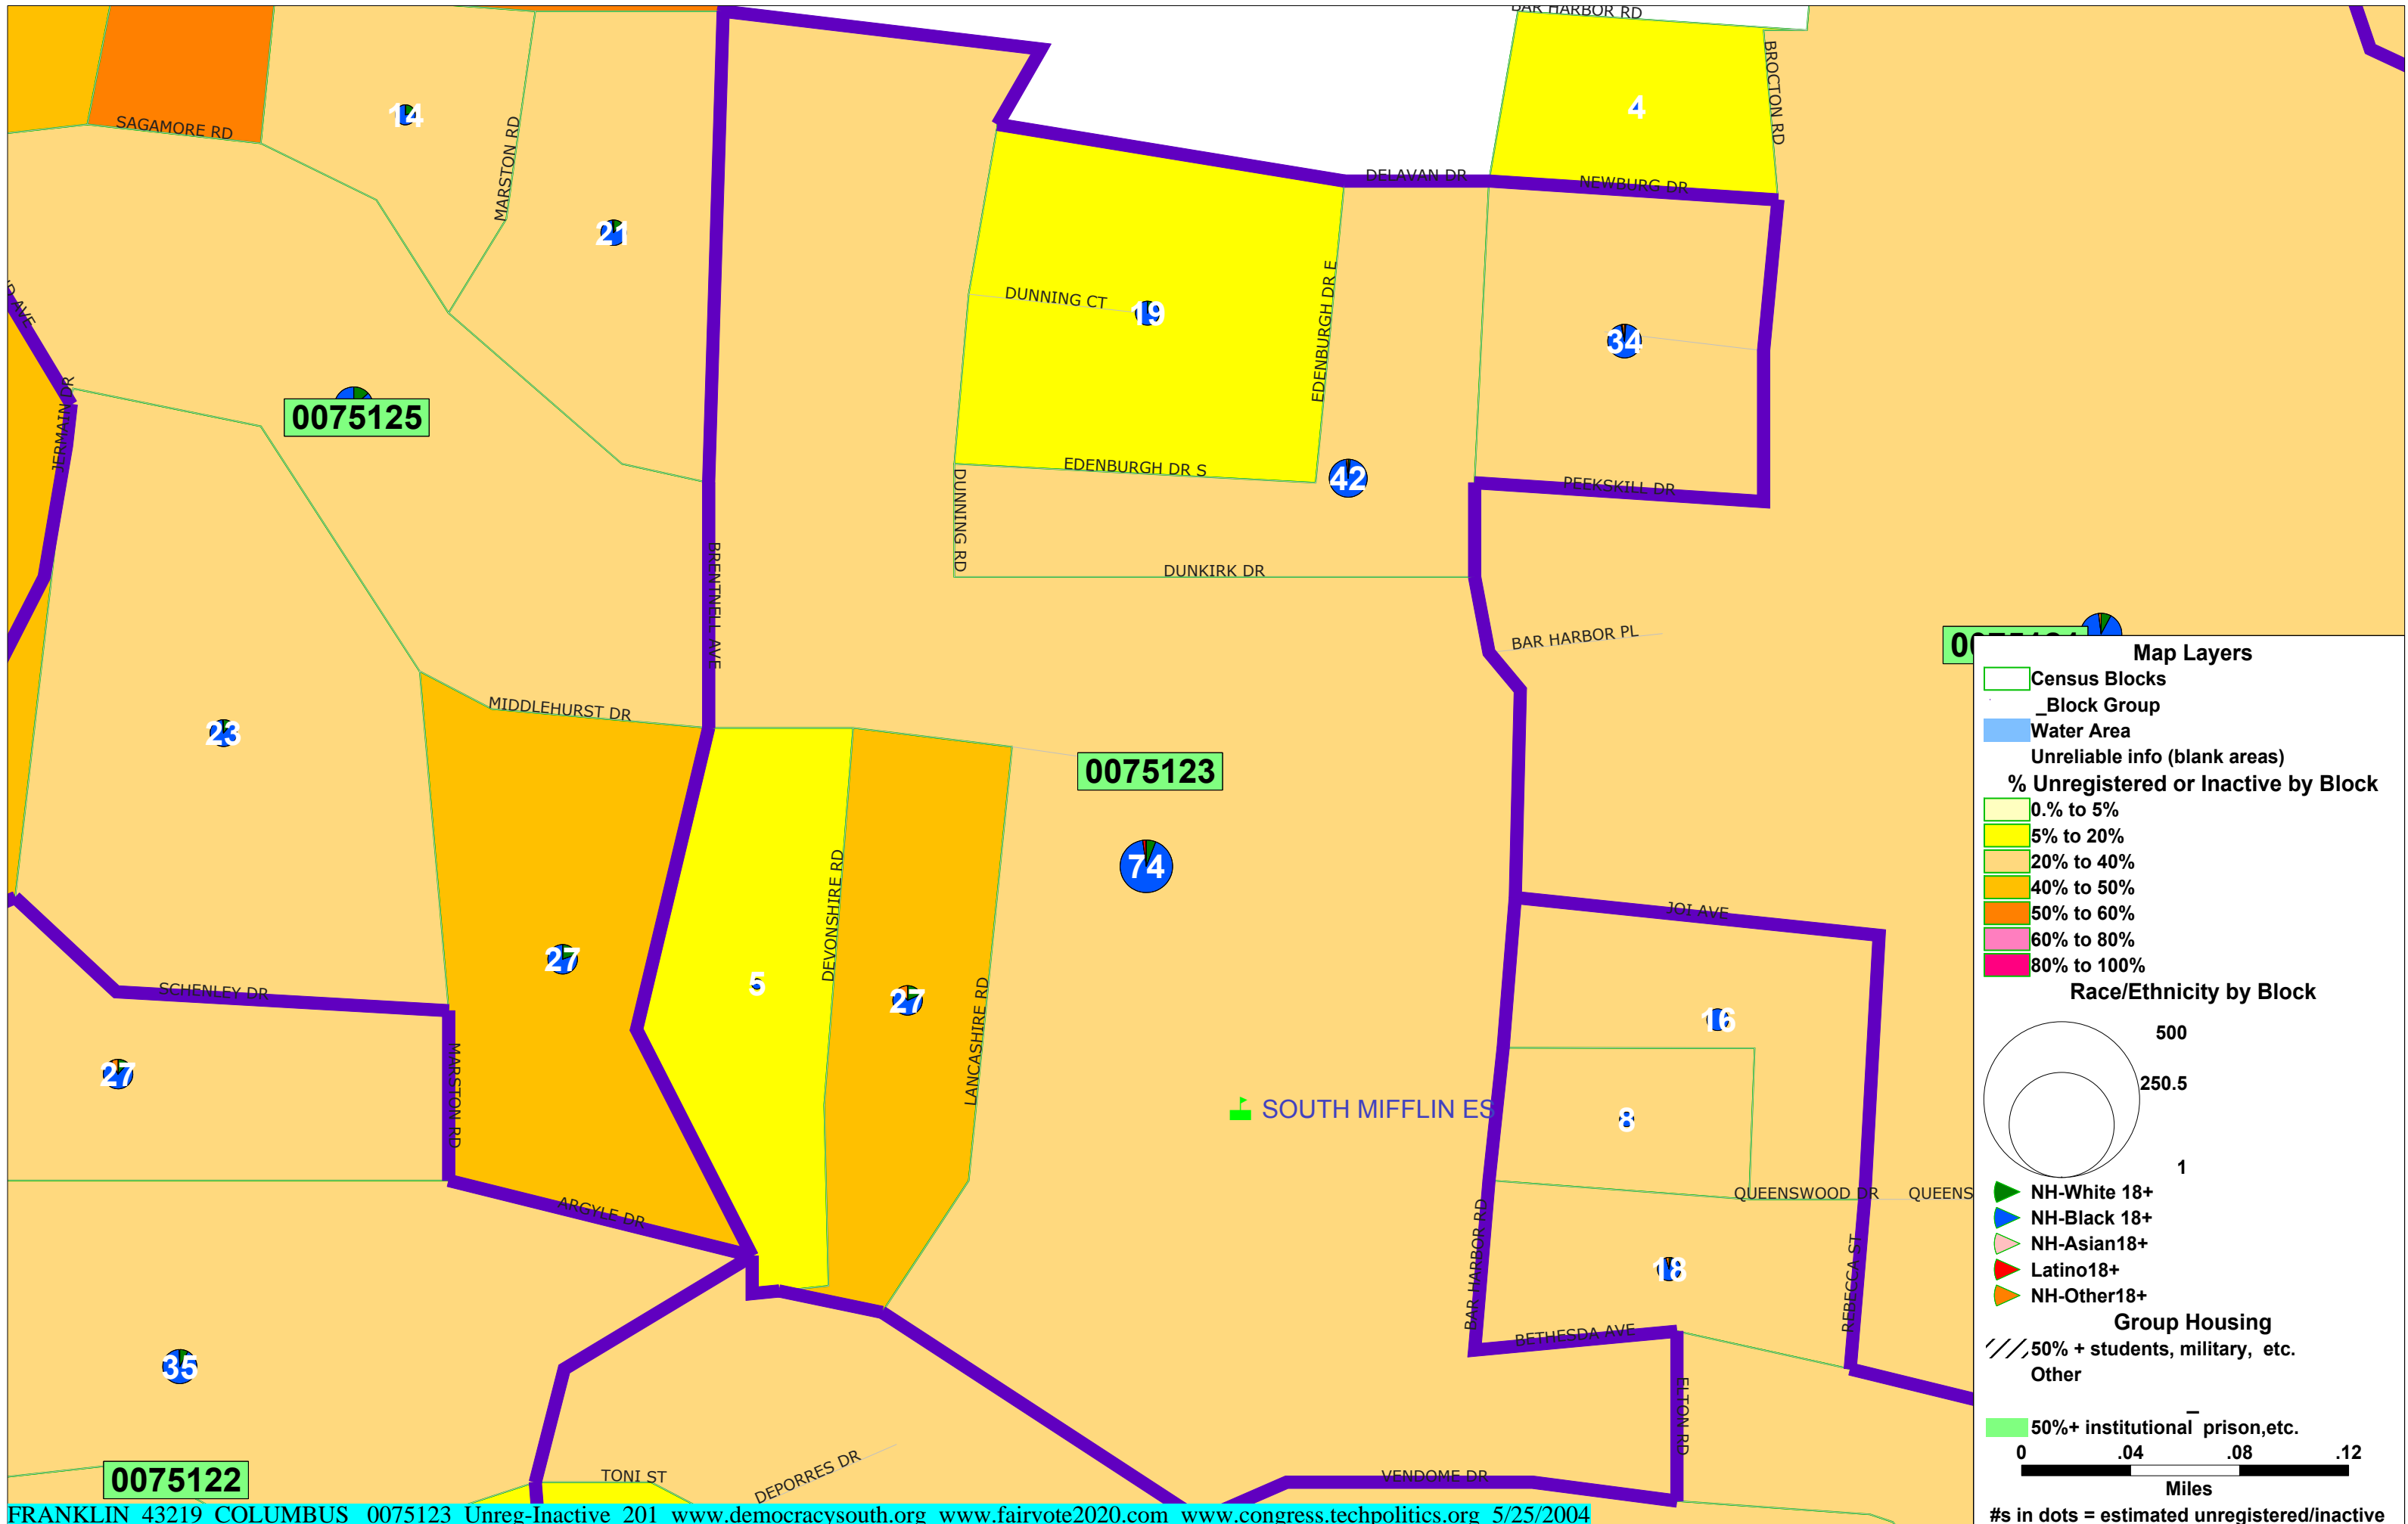 BAR HARBOR RD
BROCTON RD
SAGAMORE RD
14
MARSTON RD
4
DELAVAN DR
NEWBURG DR
21
DUNNING CT
19
EDENBURGH DR E
34
JERMAIN DR
0075125
EDENBURGH DR S
42
PEEKSKILL DR
DUNNING RD
DUNKIRK DR
BRENTNELL AVE
BAR HARBOR PL
MIDDLEHURST DR
23
0075123
74
DEVONSHIRE RD
JOI AVE
27
5
27
LANCASHIRE RD
16
SCHENLEY DR
27
MARSTON RD
SOUTH MIFFLIN ES
8
ARGYLE DR
QUEENSWOOD DR
QUEENS
BAR HARBOR RD
18
REBECCA ST
BETHESDA AVE
35
ELTON RD
0075122
TONI ST
DEPORRES DR
VENDOME DR
Map Layers
Census Blocks
_Block Group
Water Area
Unreliable info (blank areas)
% Unregistered or Inactive by Block
0.% to 5%
5% to 20%
20% to 40%
40% to 50%
50% to 60%
60% to 80%
80% to 100%
Race/Ethnicity by Block
500
250.5
1
NH-White 18+
NH-Black 18+
NH-Asian18+
Latino18+
NH-Other18+
Group Housing
50% + students, military, etc.
Other
50%+ institutional_ prison,etc.
0 .04 .08 .12
Miles
#s in dots = estimated unregistered/inactive
FRANKLIN 43219 COLUMBUS 0075123 Unreg-Inactive 201 www.democracysouth.org www.fairvote2020.com www.congress.techpolitics.org 5/25/2004